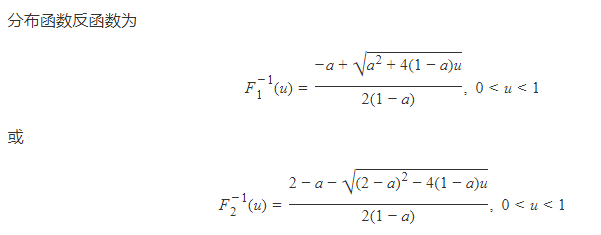 分布函数反函数为
$F_1^{-1}(u) = \frac{-a + \sqrt{a^2 + 4(1 - a)u}}{2(1 - a)},\ 0 < u < 1$
或
$F_2^{-1}(u) = \frac{2 - a - \sqrt{(2 - a)^2 - 4(1 - a)u}}{2(1 - a)},\ 0 < u < 1$